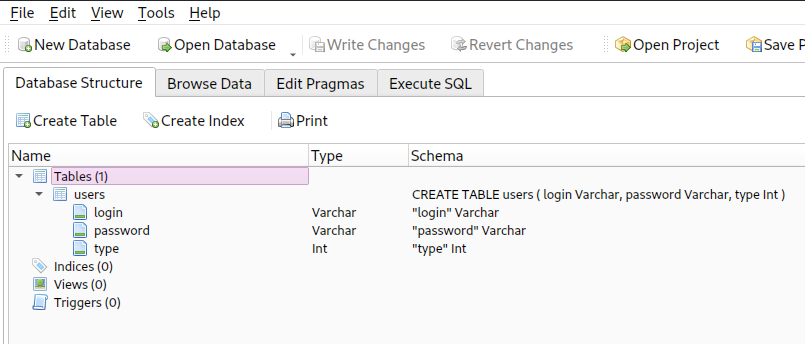 File Edit View Tools Help
New Database Open Database Write Changes Revert Changes Open Project Save P
Database Structure Browse Data Edit Pragmas Execute SQL
Create Table Create Index Print
Name Type Schema
Tables (1)
users CREATE TABLE users ( login Varchar, password Varchar, type Int )
login Varchar "login" Varchar
password Varchar "password" Varchar
type Int "type" Int
Indices (0)
Views (0)
Triggers (0)